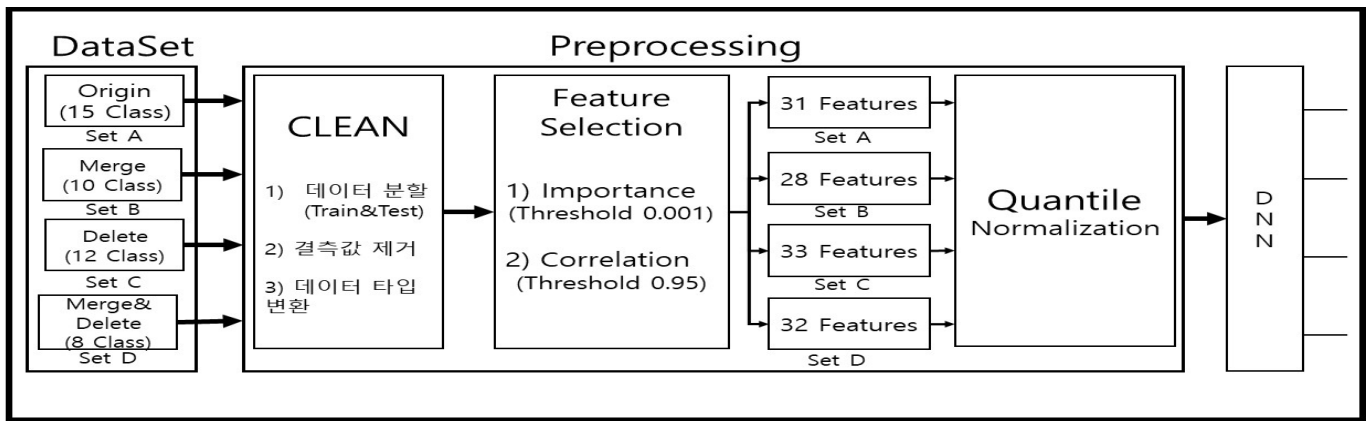 DataSet
Origin
(15 Class)
Set A
Merge
(10 Class)
Set B
Delete
(12 Class)
Set C
Merge&
Delete
(8 Class)
Set D
Preprocessing
CLEAN
1) 데이터 분할
(Train&Test)
2) 결측값 제거
3) 데이터 타입
변환
Feature
Selection
1) Importance
(Threshold 0.001)
2) Correlation
(Threshold 0.95)
31 Features
Set A
28 Features
Set B
33 Features
Set C
32 Features
Set D
Quantile
Normalization
D
N
N